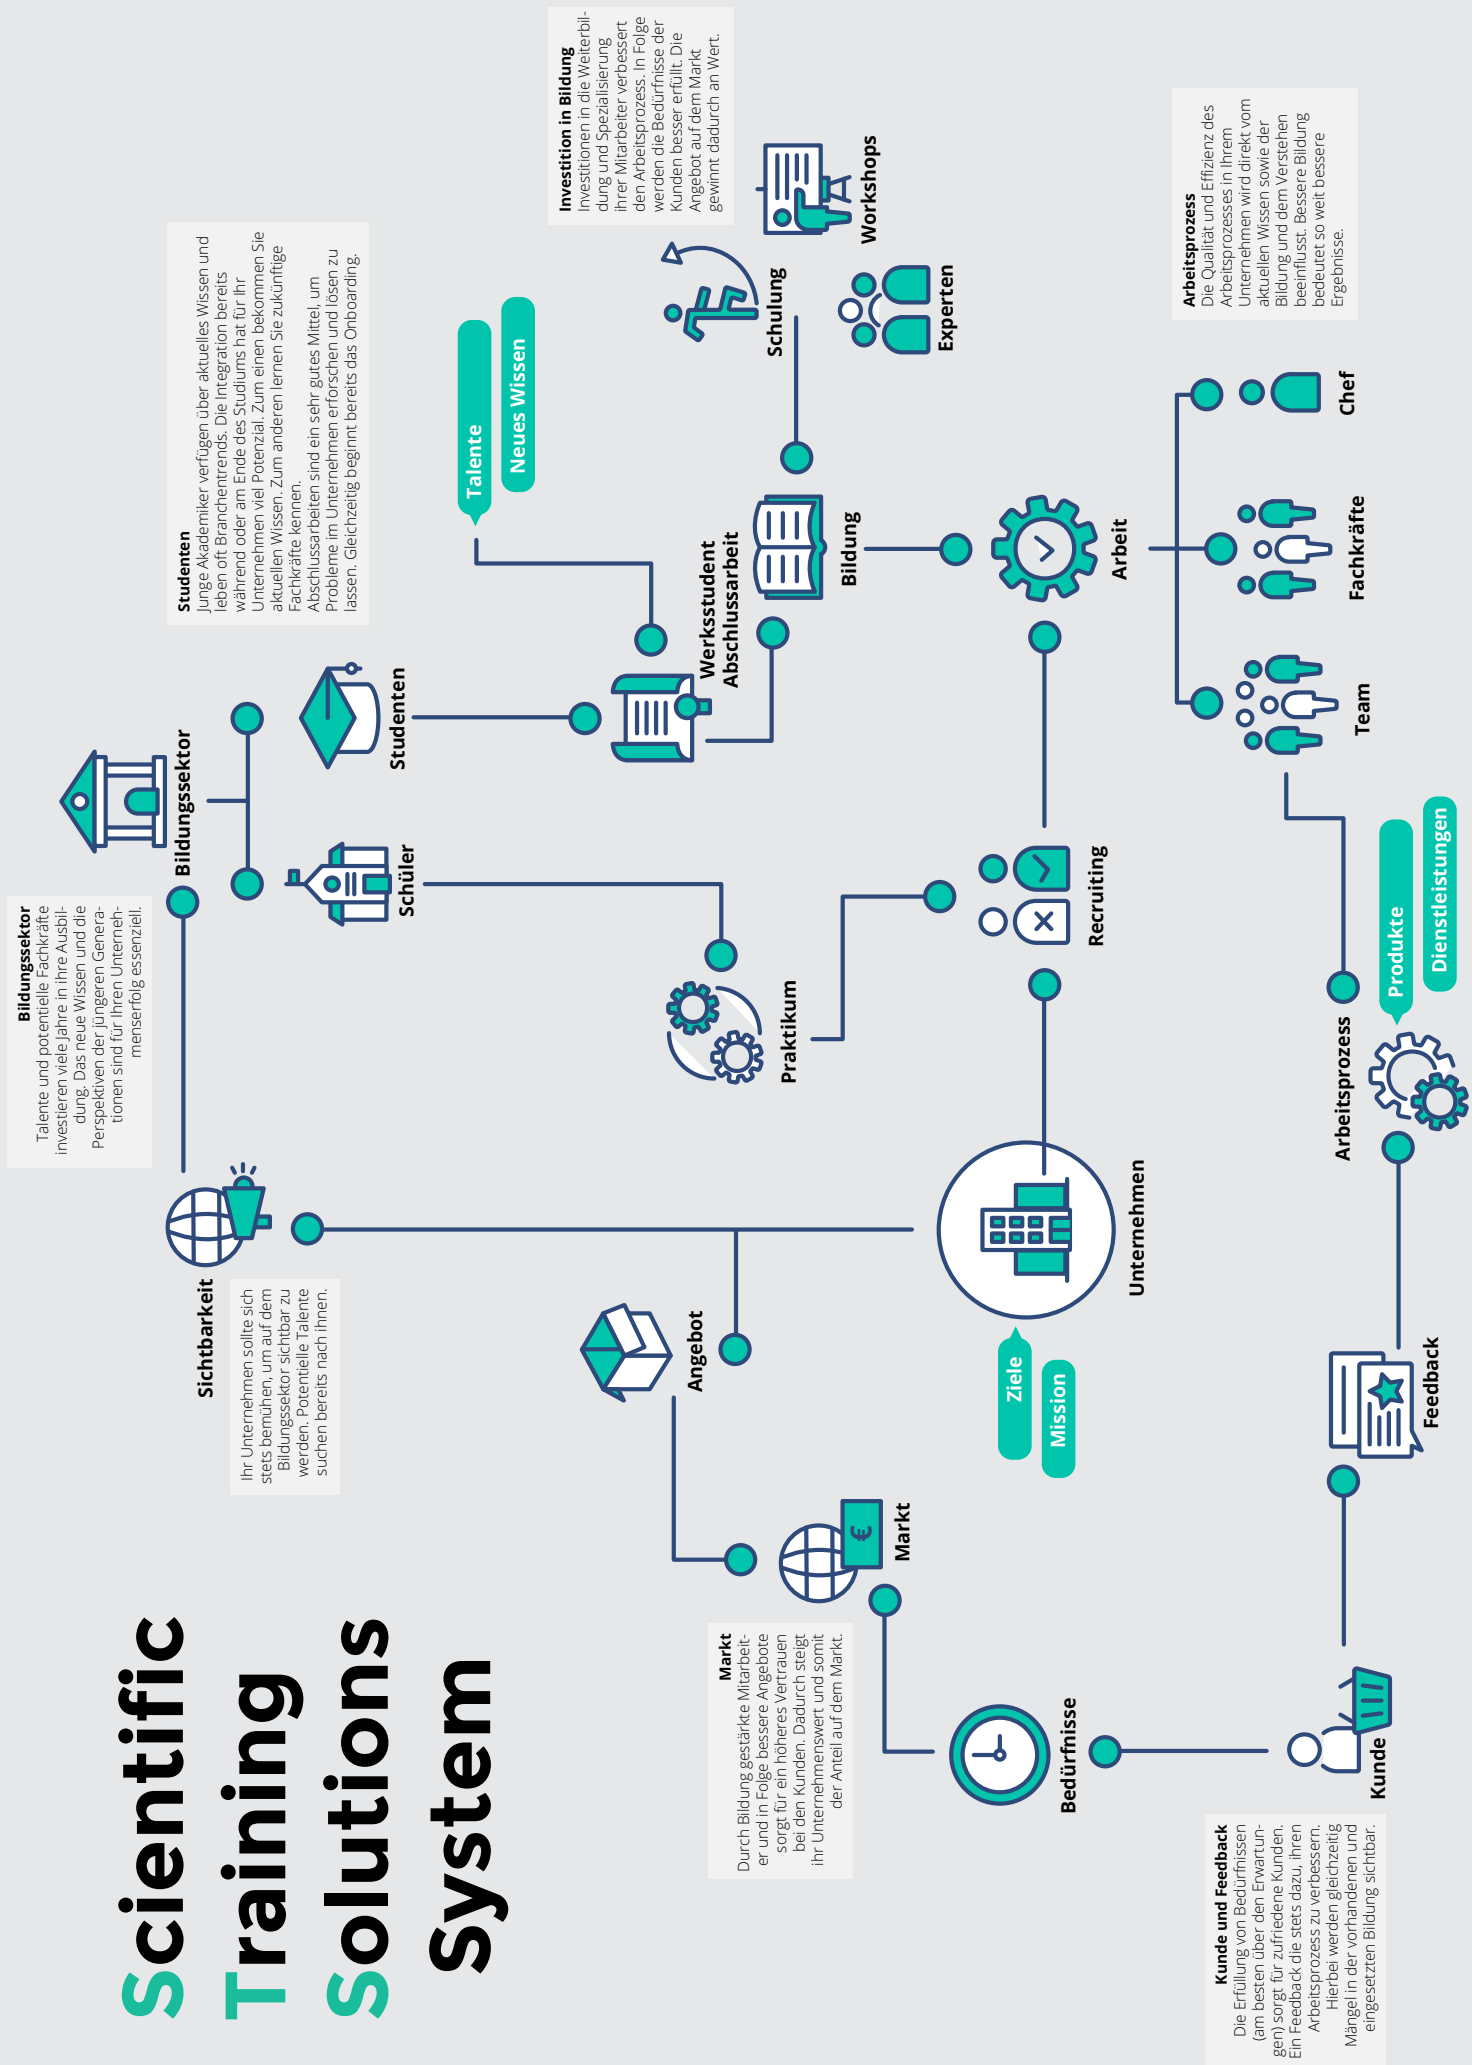 Scientific
Training
Solutions
System
Sichtbarkeit
Ihr Unternehmen sollte sich
stets bemühen, um auf dem
Bildungssektor sichtbar zu
werden. Potentielle Talente
suchen bereits nach ihnen.
Bildungssektor
Talente und potentielle Fachkräfte
investieren viele Jahre in ihre Ausbil-
dung. Das neue Wissen und die
Perspektiven der jüngeren Genera-
tionen sind für Ihren Unterneh-
menserfolg essenziell.
Bildungssektor
Schüler
Studenten
Studenten
Junge Akademiker verfügen über aktuelles Wissen und
leben oft Branchentrends. Die Integration bereits
während oder am Ende des Studiums hat für Ihr
Unternehmen viel Potenzial. Zum einen bekommen Sie
aktuellen Wissen. Zum anderen lernen Sie zukünftige
Fachkräfte kennen.
Abschlussarbeiten sind ein sehr gutes Mittel, um
Probleme im Unternehmen erforschen und lösen zu
lassen. Gleichzeitig beginnt bereits das Onboarding.
Talente
Neues Wissen
Investition in Bildung
Investitionen in die Weiterbil-
dung und Spezialisierung
ihrer Mitarbeiter verbessert
den Arbeitsprozess. In Folge
werden die Bedürfnisse der
Kunden besser erfüllt. Die
Angebot auf dem Markt
gewinnt dadurch an Wert.
Angebot
Praktikum
Werksstudent
Abschlussarbeit
Schulung
Workshops
Experten
Bildung
Markt
Durch Bildung gestärkte Mitarbeit-
er und in Folge bessere Angebote
sorgt für ein höheres Vertrauen
bei den Kunden. Dadurch steigt
ihr Unternehmenswert und somit
der Anteil auf dem Markt.
€
Markt
Bedürfnisse
Ziele
Mission
Unternehmen
Recruiting
Arbeit
Arbeitsprozess
Die Qualität und Effizienz des
Arbeitsprozesses in Ihrem
Unternehmen wird direkt vom
aktuellen Wissen sowie der
Bildung und dem Verstehen
beeinflusst. Bessere Bildung
bedeutet so weit bessere
Ergebnisse.
Team
Fachkräfte
Chef
Kunde und Feedback
Die Erfüllung von Bedürfnissen
(am besten über den Erwartun-
gen) sorgt für zufriedene Kunden.
Ein Feedback die stets dazu, ihren
Arbeitsprozess zu verbessern.
Hierbei werden gleichzeitig
Mängel in der vorhandenen und
eingesetzten Bildung sichtbar.
Kunde
Feedback
Arbeitsprozess
Produkte
Dienstleistungen